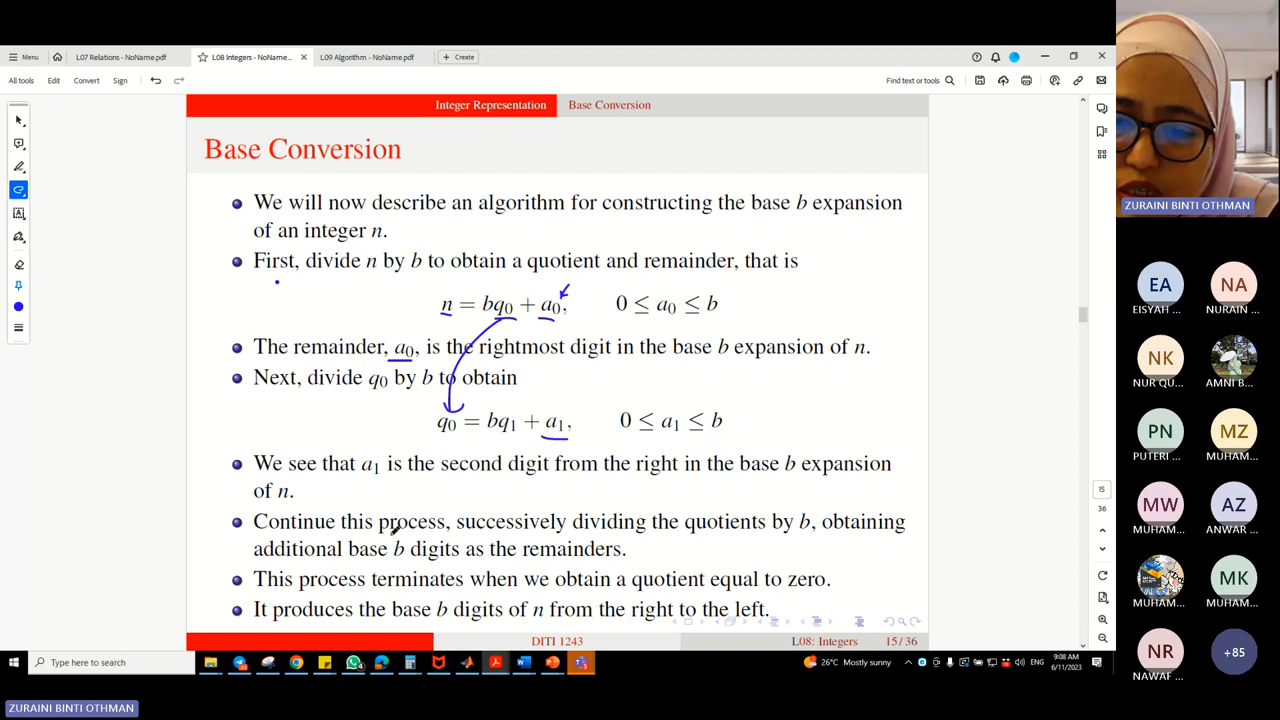 Menu
L07 Relations - NoName.pdf
L08 Integers - NoName...
L09 Algorithm - NoName.pdf
+ Create
All tools
Edit
Convert
Sign
Find text or tools
Integer Representation
Base Conversion
Base Conversion
We will now describe an algorithm for constructing the base b expansion
of an integer n.
First, divide n by b to obtain a quotient and remainder, that is
n = bq₀ + a₀, 0 ≤ a₀ ≤ b
The remainder, a₀, is the rightmost digit in the base b expansion of n.
Next, divide q₀ by b to obtain
q₀ = bq₁ + a₁, 0 ≤ a₁ ≤ b
We see that a₁ is the second digit from the right in the base b expansion
of n.
Continue this process, successively dividing the quotients by b, obtaining
additional base b digits as the remainders.
This process terminates when we obtain a quotient equal to zero.
It produces the base b digits of n from the right to the left.
DITI 1243
L08: Integers
15 / 36
15
36
Type here to search
26°C Mostly sunny
ENG
9:08 AM
6/11/2023
ZURAINI BINTI OTHMAN
EA
EISYAH ...
NA
NURAIN ...
NK
NUR QU...
AMNI B...
PN
PUTERI ...
MZ
MUHAM...
MW
MUHAM...
AZ
ANWAR ...
MUHAM...
MK
MUHAM...
NR
NAWAF ...
+85
ZURAINI BINTI OTHMAN